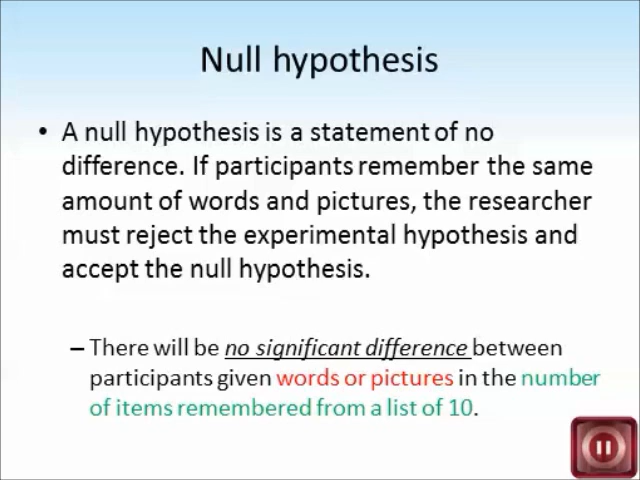 Null hypothesis
• A null hypothesis is a statement of no
difference. If participants remember the same
amount of words and pictures, the researcher
must reject the experimental hypothesis and
accept the null hypothesis.
– There will be no significant difference between
participants given words or pictures in the number
of items remembered from a list of 10.